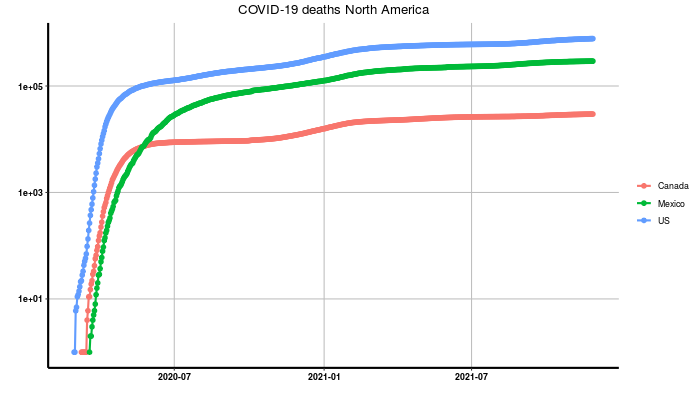 COVID-19 deaths North America
1e+05
1e+03
1e+01
2020-07
2021-01
2021-07
Canada
Mexico
US